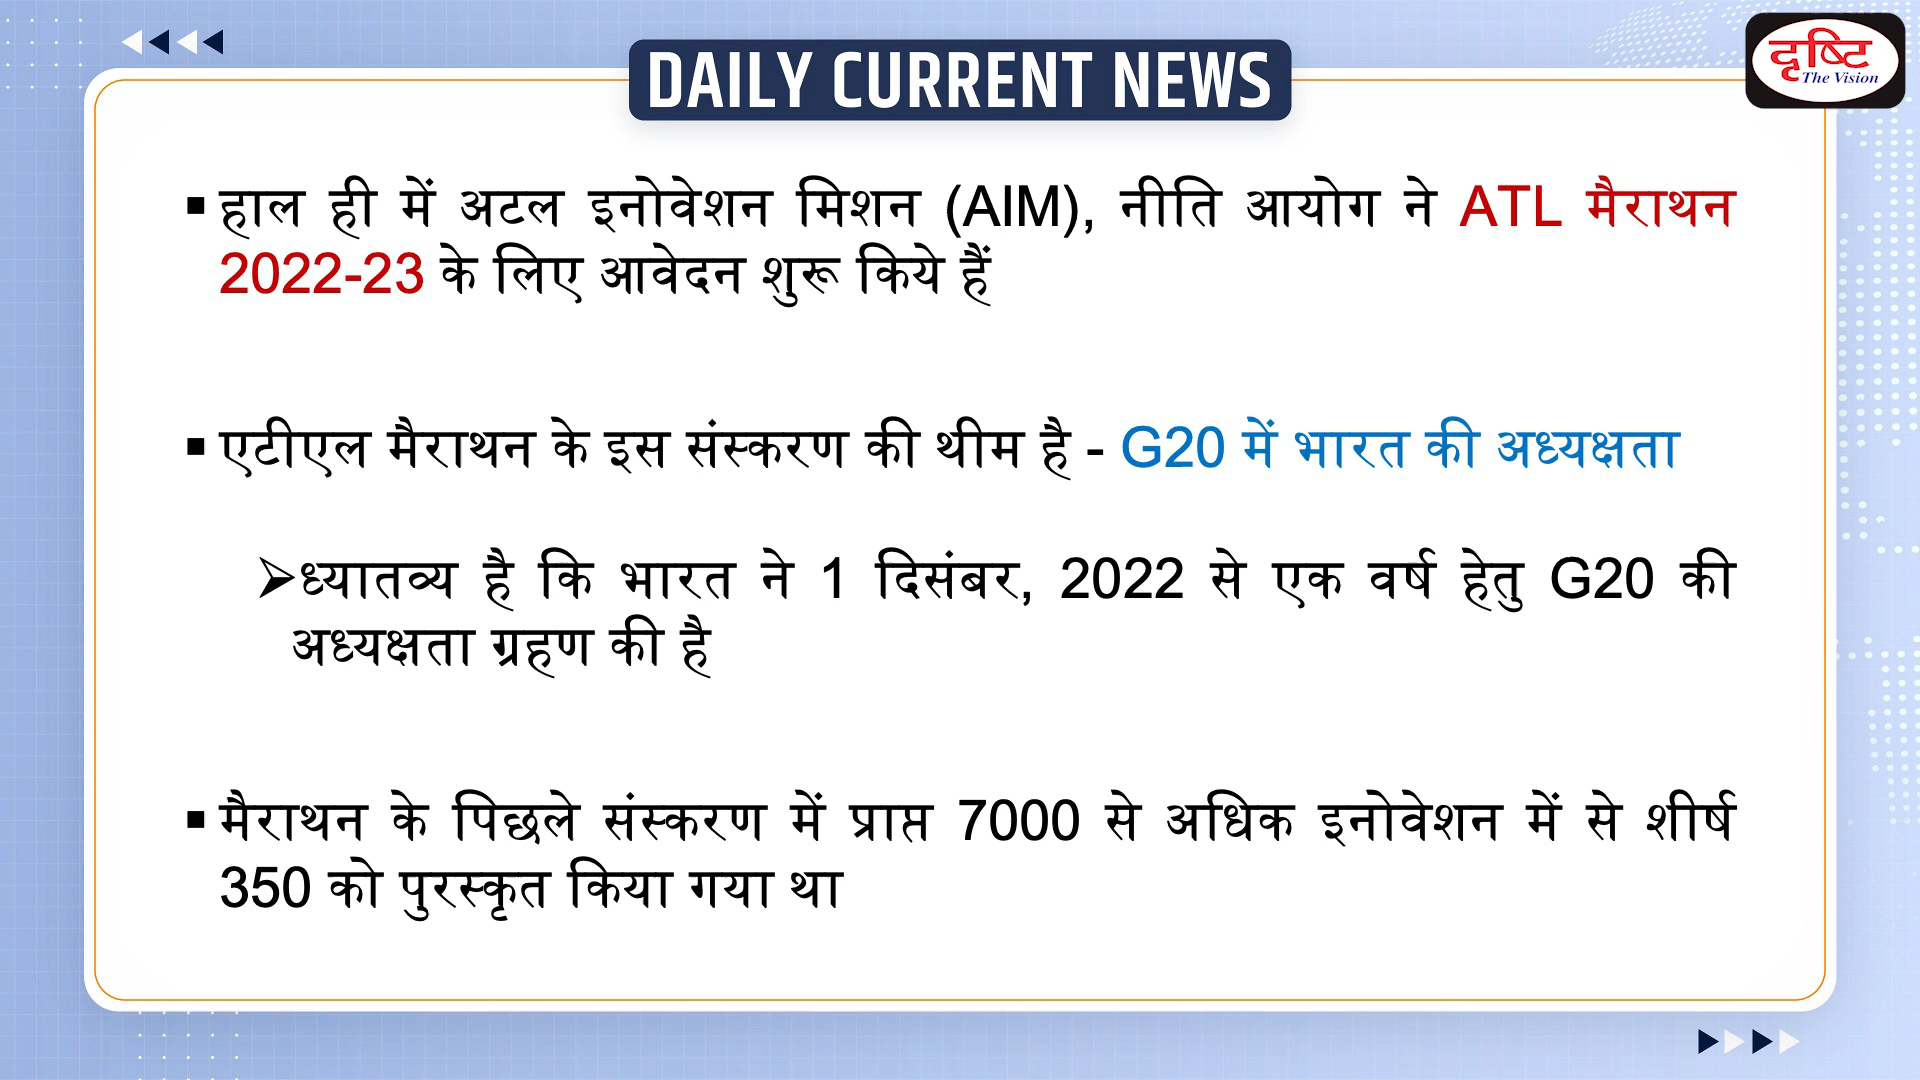 DAILY CURRENT NEWS
दृष्टि
The Vision
▪ हाल ही में अटल इनोवेशन मिशन (AIM), नीति आयोग ने ATL मैराथन
2022-23 के लिए आवेदन शुरू किये हैं
▪ एटीएल मैराथन के इस संस्करण की थीम है - G20 में भारत की अध्यक्षता
➢ध्यातव्य है कि भारत ने 1 दिसंबर, 2022 से एक वर्ष हेतु G20 की
अध्यक्षता ग्रहण की है
▪ मैराथन के पिछले संस्करण में प्राप्त 7000 से अधिक इनोवेशन में से शीर्ष
350 को पुरस्कृत किया गया था